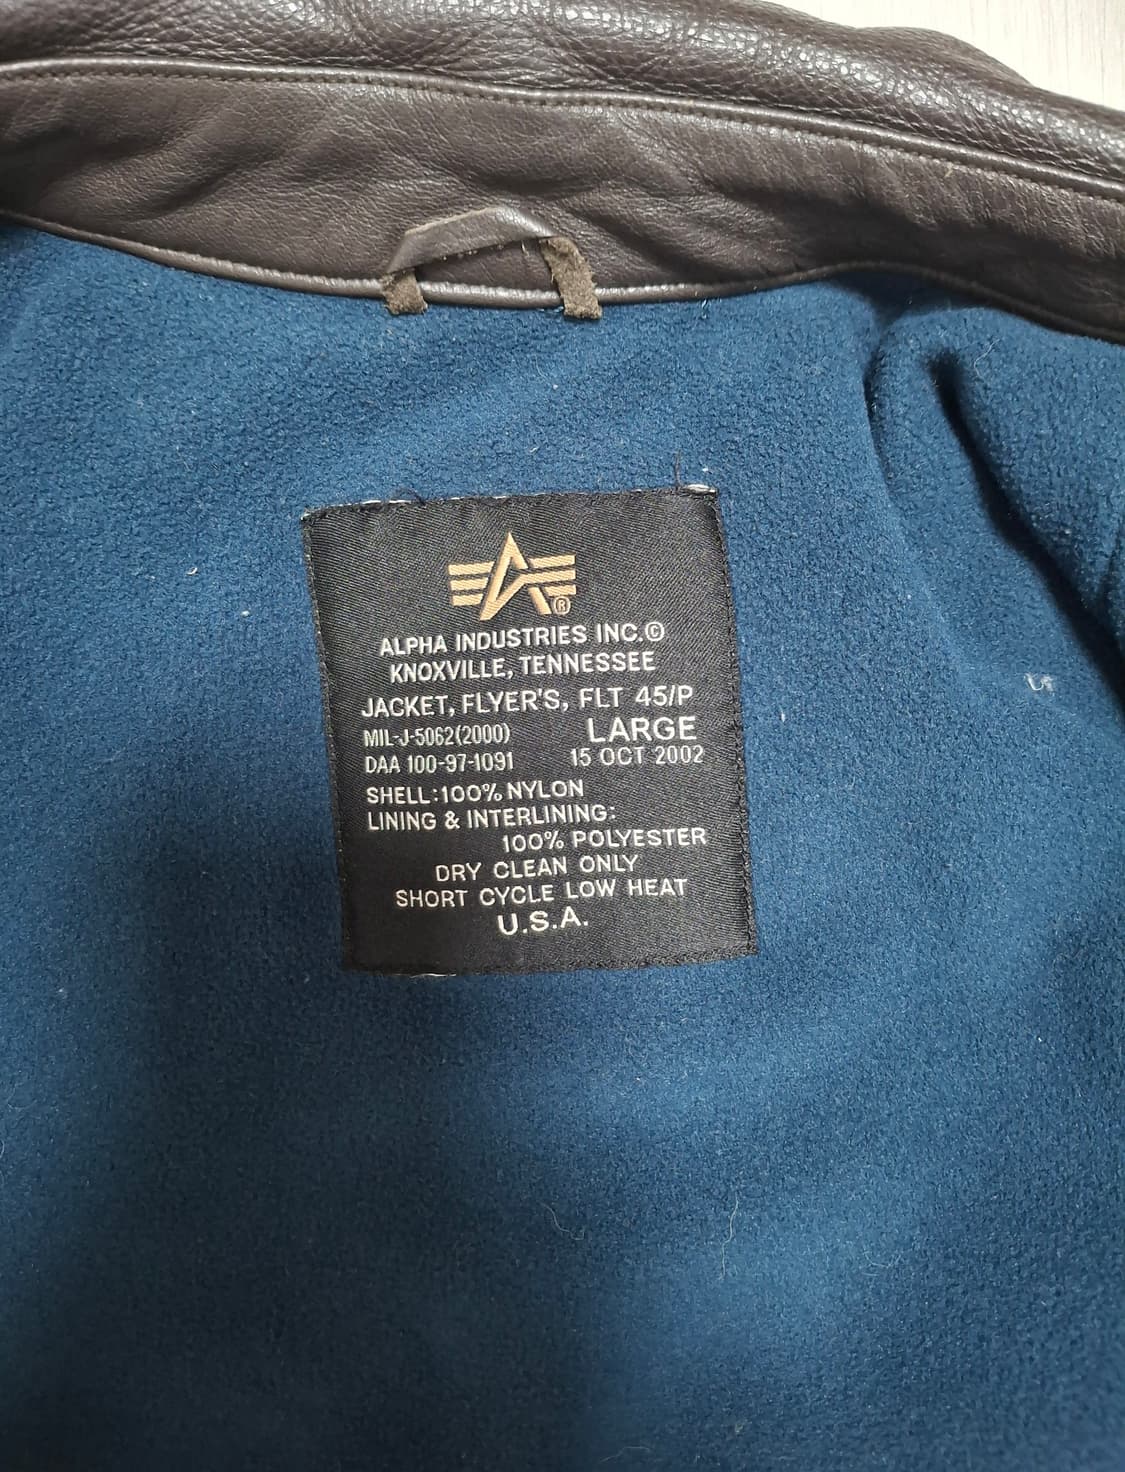 ®
ALPHA INDUSTRIES INC.©
KNOXVILLE, TENNESSEE
JACKET, FLYER'S, FLT 45/P
MIL-J-5062(2000) LARGE
DAA 100-97-1091 15 OCT 2002
SHELL:100% NYLON
LINING & INTERLINING:
100% POLYESTER
DRY CLEAN ONLY
SHORT CYCLE LOW HEAT
U.S.A.